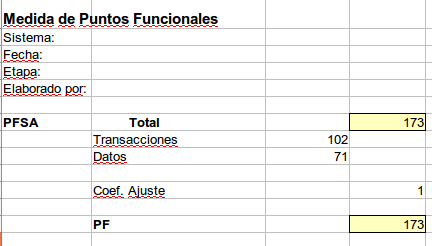 Medida de Puntos Funcionales
Sistema:
Fecha:
Etapa:
Elaborado por:
PFSA Total 173
Transacciones 102
Datos 71
Coef. Ajuste 1
PF 173